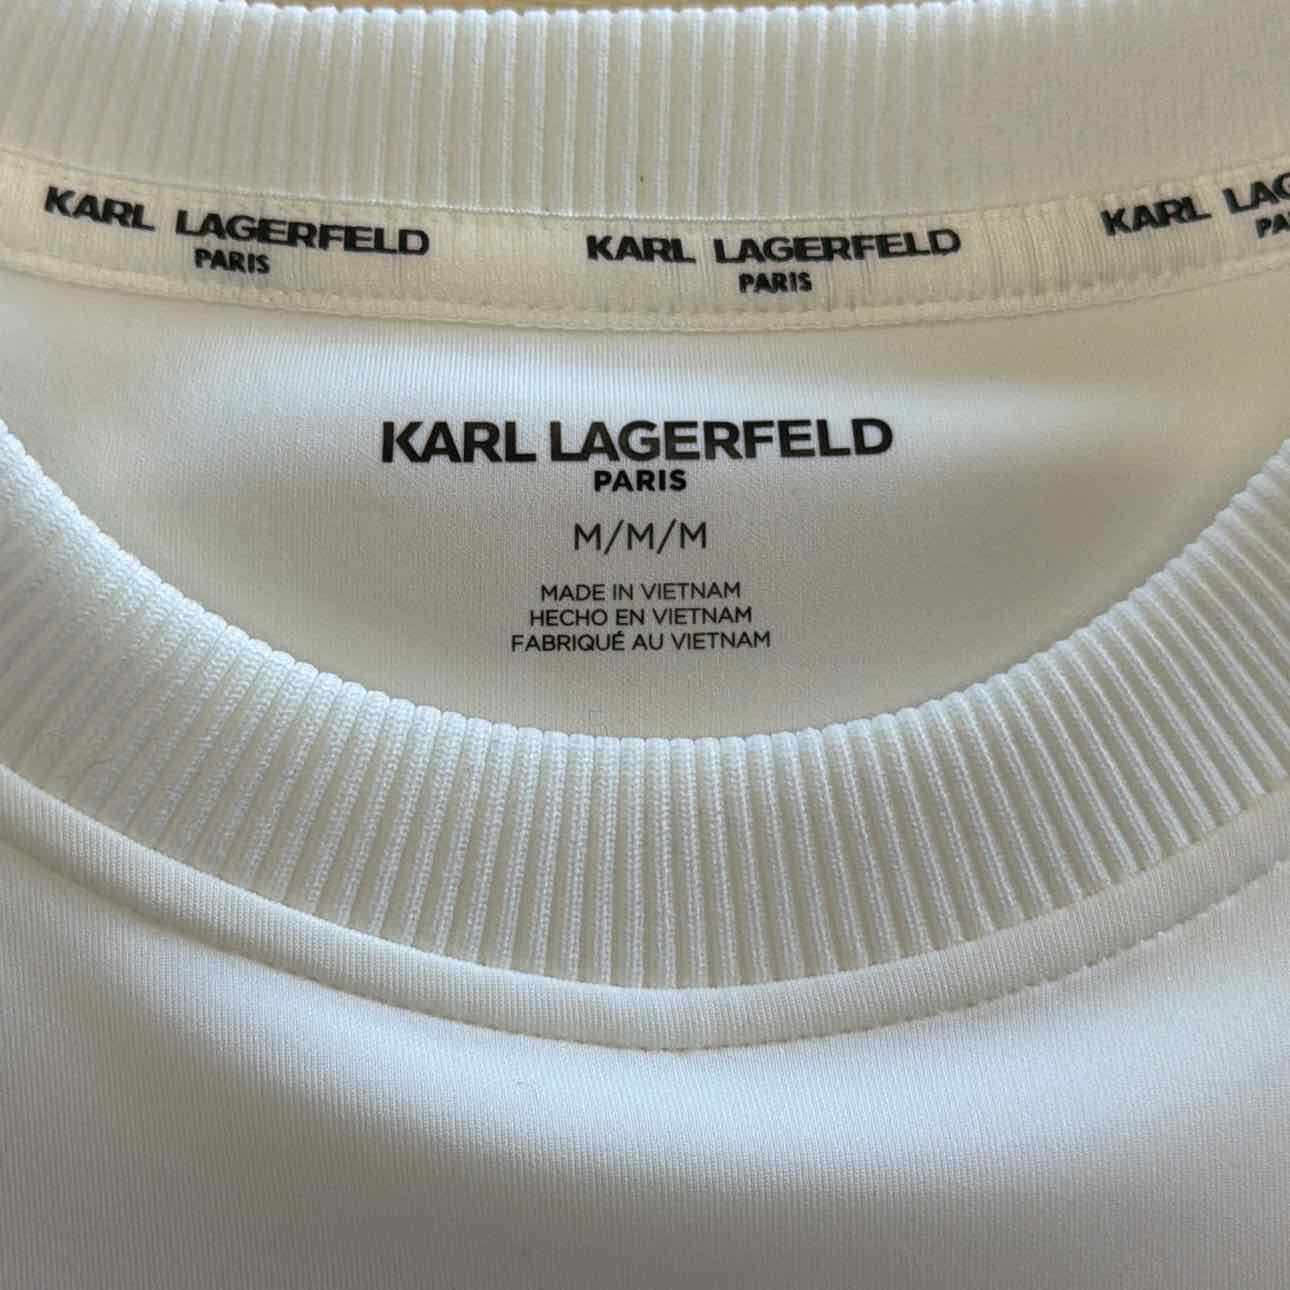 KARL LAGERFELD
PARIS
KARL LAGERFELD
PARIS
KARL
KARL LAGERFELD
PARIS
M/M/M
MADE IN VIETNAM
HECHO EN VIETNAM
FABRIQUÉ AU VIETNAM